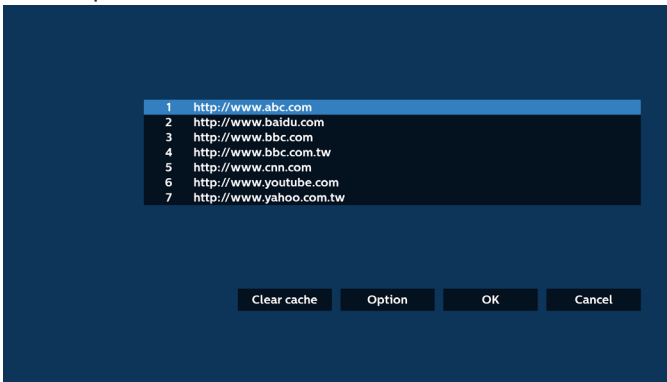 1 http://www.abc.com
2 http://www.baidu.com
3 http://www.bbc.com
4 http://www.bbc.com.tw
5 http://www.cnn.com
6 http://www.youtube.com
7 http://www.yahoo.com.tw
Clear cache Option OK Cancel